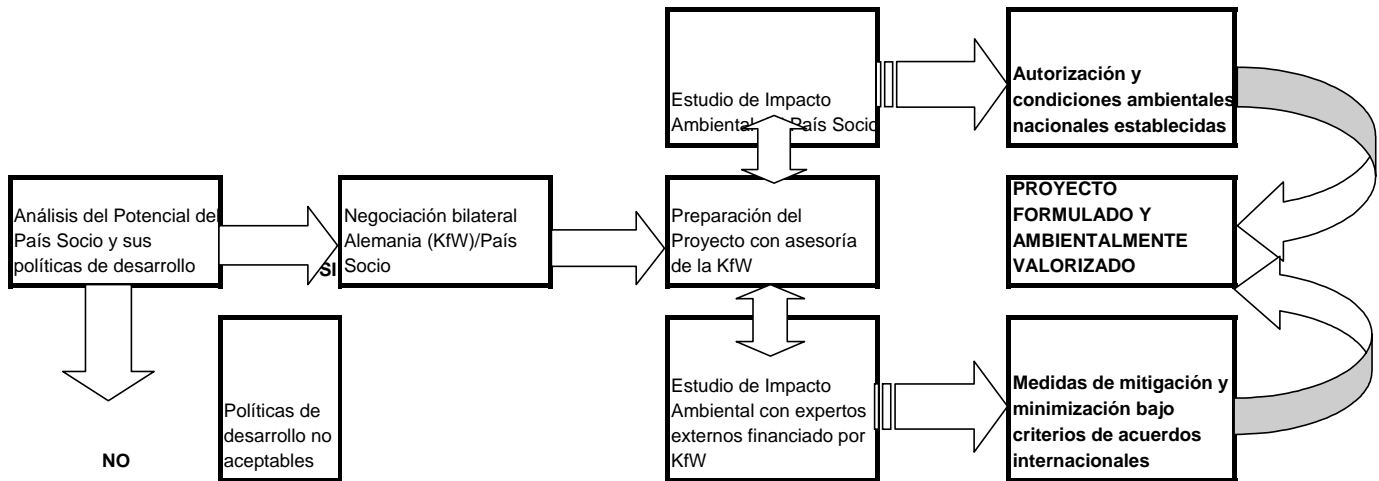 Estudio de Impacto
Ambiental País Socio
Autorización y
condiciones ambientales
nacionales establecidas
Análisis del Potencial del
País Socio y sus
políticas de desarrollo
SI
Negociación bilateral
Alemania (KfW)/País
Socio
Preparación del
Proyecto con asesoría
de la KfW
PROYECTO
FORMULADO Y
AMBIENTALMENTE
VALORIZADO
NO
Políticas de
desarrollo no
aceptables
Estudio de Impacto
Ambiental con expertos
externos financiado por
KfW
Medidas de mitigación y
minimización bajo
criterios de acuerdos
internacionales